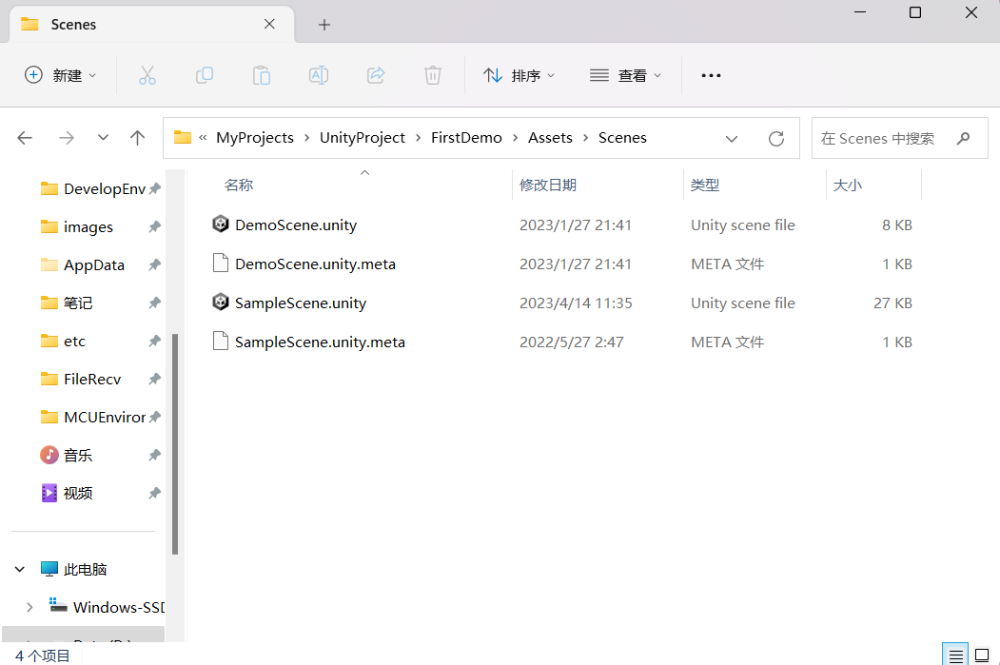 Scenes
新建
排序
查看
« MyProjects › UnityProject › FirstDemo › Assets › Scenes
在 Scenes 中搜索
DevelopEnv
images
AppData
笔记
etc
FileRecv
MCUEnviror
音乐
视频
此电脑
Windows-SSD
名称 修改日期 类型 大小
DemoScene.unity 2023/1/27 21:41 Unity scene file 8 KB
DemoScene.unity.meta 2023/1/27 21:41 META 文件 1 KB
SampleScene.unity 2023/4/14 11:35 Unity scene file 27 KB
SampleScene.unity.meta 2022/5/27 2:47 META 文件 1 KB
4 个项目